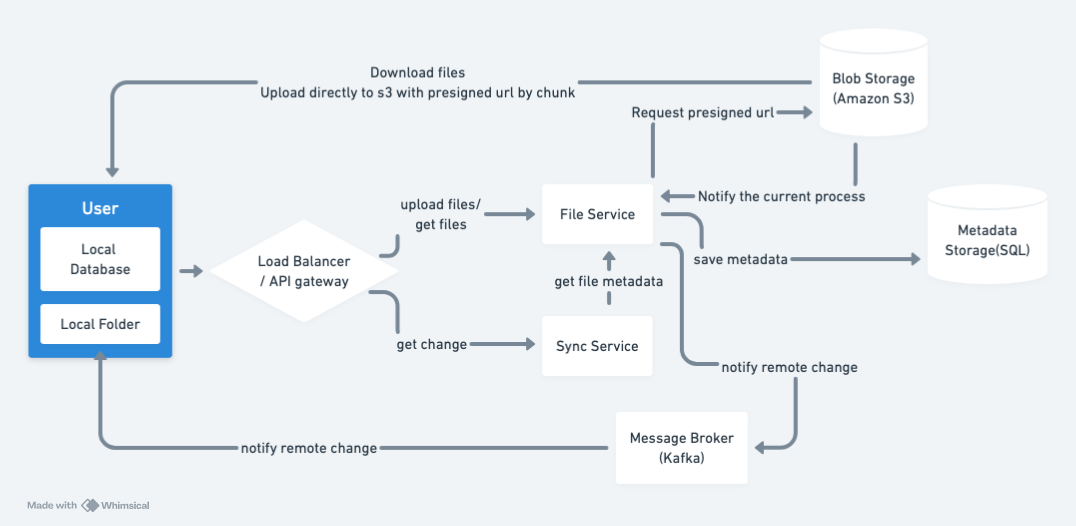 Download files
Upload directly to s3 with presigned url by chunk
Blob Storage
(Amazon S3)
Request presigned url
Notify the current process
User
Local
Database
Local Folder
Load Balancer
/ API gateway
upload files/
get files
File Service
Metadata
Storage(SQL)
save metadata
get file metadata
get change
Sync Service
notify remote change
Message Broker
(Kafka)
notify remote change
Made with Whimsical